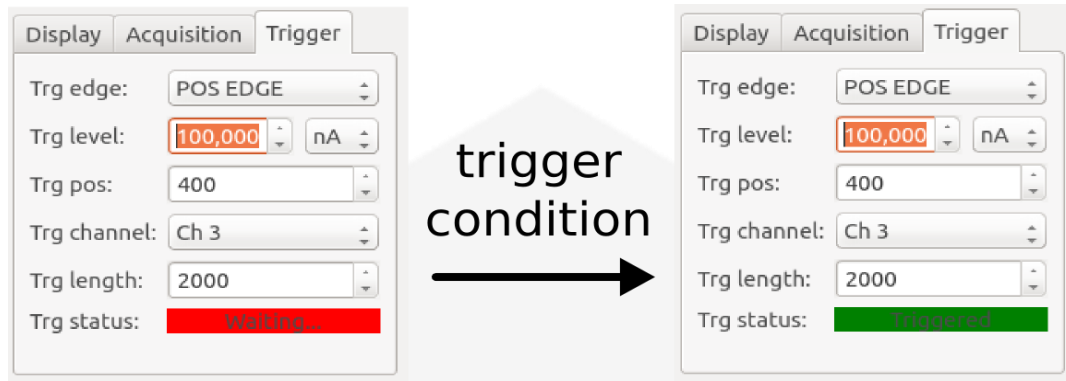 Display Acquisition Trigger
Trg edge: POS EDGE
Trg level: 100,000 nA
Trg pos: 400
Trg channel: Ch 3
Trg length: 2000
Trg status: Waiting...
trigger
condition
Display Acquisition Trigger
Trg edge: POS EDGE
Trg level: 100,000 nA
Trg pos: 400
Trg channel: Ch 3
Trg length: 2000
Trg status: Triggered